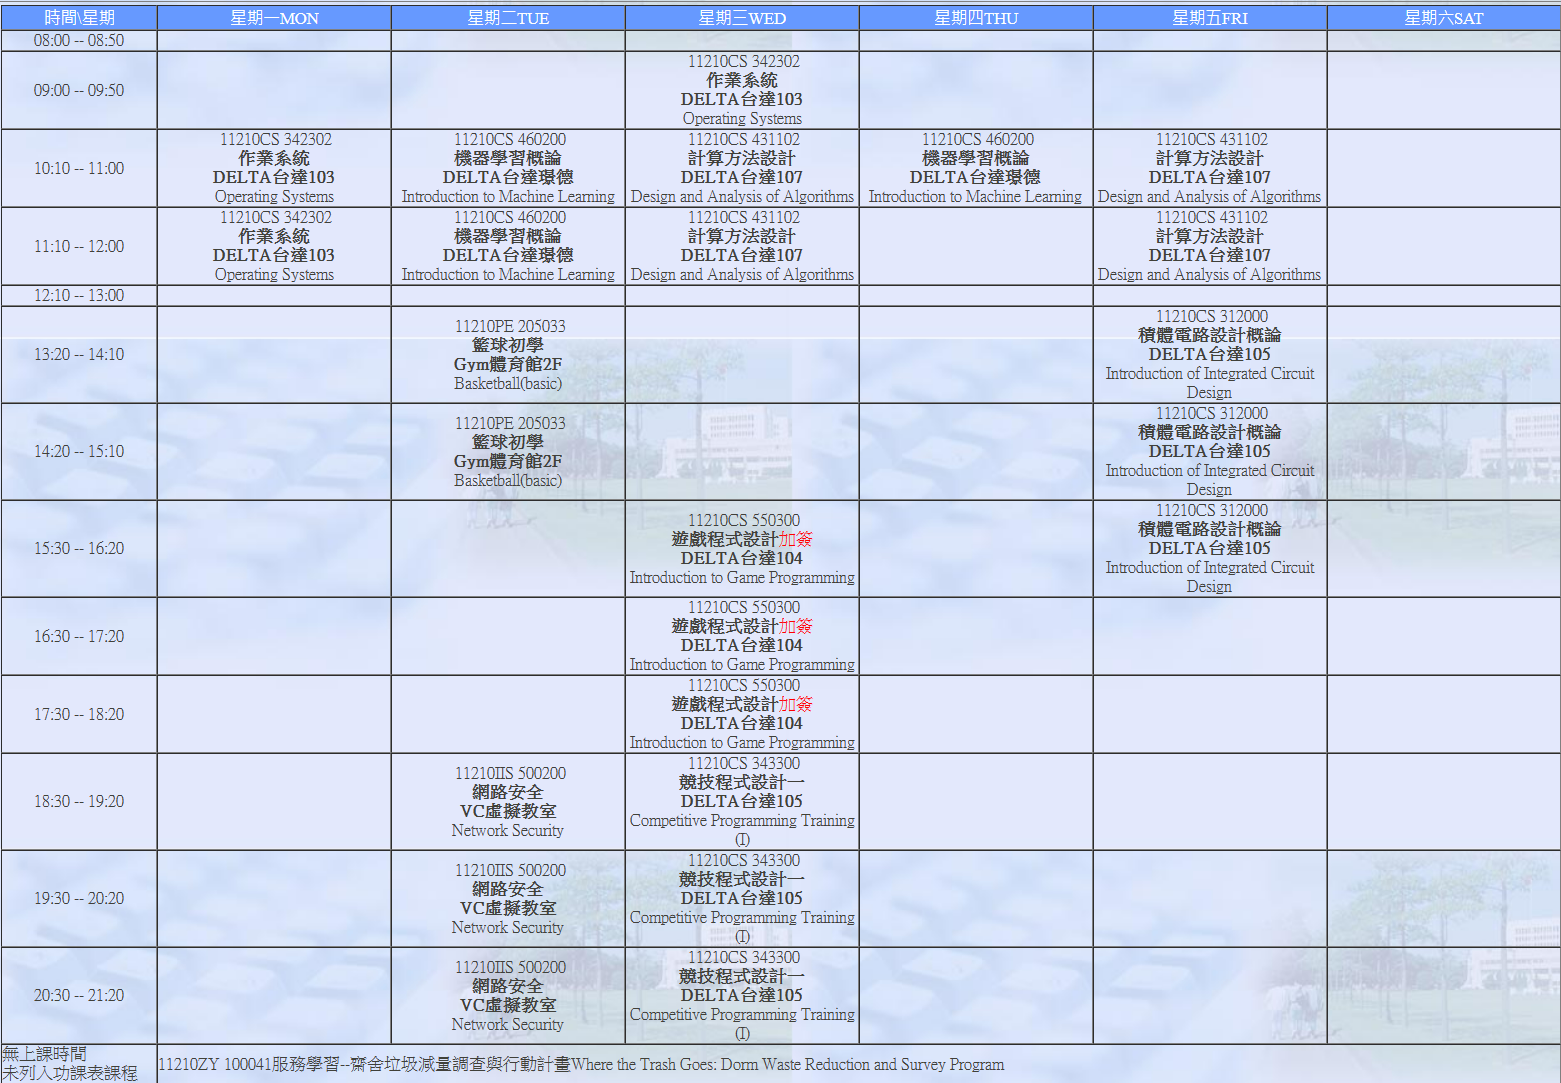 時間\星期 星期一MON 星期二TUE 星期三WED 星期四THU 星期五FRI 星期六SAT
08:00 -- 08:50
09:00 -- 09:50
11210CS 342302
作業系統
DELTA台達103
Operating Systems
10:10 -- 11:00
11210CS 342302
作業系統
DELTA台達103
Operating Systems
11210CS 460200
機器學習概論
DELTA台達璟德
Introduction to Machine Learning
11210CS 431102
計算方法設計
DELTA台達107
Design and Analysis of Algorithms
11210CS 460200
機器學習概論
DELTA台達璟德
Introduction to Machine Learning
11210CS 431102
計算方法設計
DELTA台達107
Design and Analysis of Algorithms
11:10 -- 12:00
11210CS 342302
作業系統
DELTA台達103
Operating Systems
11210CS 460200
機器學習概論
DELTA台達璟德
Introduction to Machine Learning
11210CS 431102
計算方法設計
DELTA台達107
Design and Analysis of Algorithms
11210CS 431102
計算方法設計
DELTA台達107
Design and Analysis of Algorithms
12:10 -- 13:00
13:20 -- 14:10
11210PE 205033
籃球初學
Gym體育館2F
Basketball(basic)
11210CS 312000
積體電路設計概論
DELTA台達105
Introduction of Integrated Circuit
Design
14:20 -- 15:10
11210PE 205033
籃球初學
Gym體育館2F
Basketball(basic)
11210CS 312000
積體電路設計概論
DELTA台達105
Introduction of Integrated Circuit
Design
15:30 -- 16:20
11210CS 550300
遊戲程式設計加簽
DELTA台達104
Introduction to Game Programming
11210CS 312000
積體電路設計概論
DELTA台達105
Introduction of Integrated Circuit
Design
16:30 -- 17:20
11210CS 550300
遊戲程式設計加簽
DELTA台達104
Introduction to Game Programming
17:30 -- 18:20
11210CS 550300
遊戲程式設計加簽
DELTA台達104
Introduction to Game Programming
18:30 -- 19:20
11210IIS 500200
網路安全
VC虛擬教室
Network Security
11210CS 343300
競技程式設計一
DELTA台達105
Competitive Programming Training
(I)
19:30 -- 20:20
11210IIS 500200
網路安全
VC虛擬教室
Network Security
11210CS 343300
競技程式設計一
DELTA台達105
Competitive Programming Training
(I)
20:30 -- 21:20
11210IIS 500200
網路安全
VC虛擬教室
Network Security
11210CS 343300
競技程式設計一
DELTA台達105
Competitive Programming Training
(I)
無上課時間
未列入功課表課程
11210ZY 100041服務學習--齋舍垃圾減量調查與行動計畫Where the Trash Goes: Dorm Waste Reduction and Survey Program